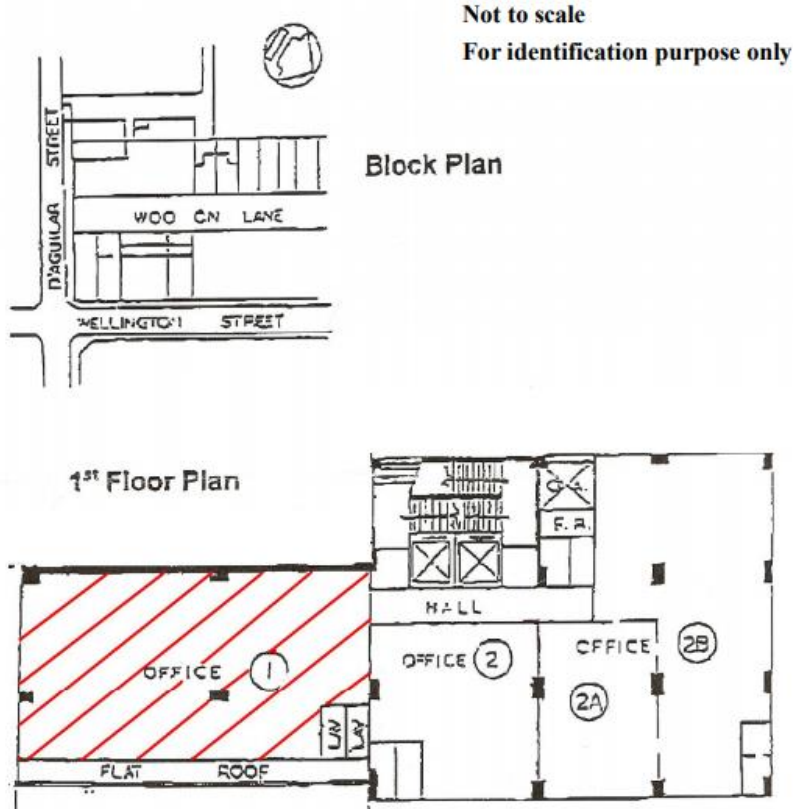 Not to scale
For identification purpose only
Block Plan
D'AGUILAR STREET
WOO ON LANE
WELLINGTON STREET
1st Floor Plan
E.R.
HALL
OFFICE 1
OFFICE 2
OFFICE 2B
2A
LAV LAV
FLAT ROOF